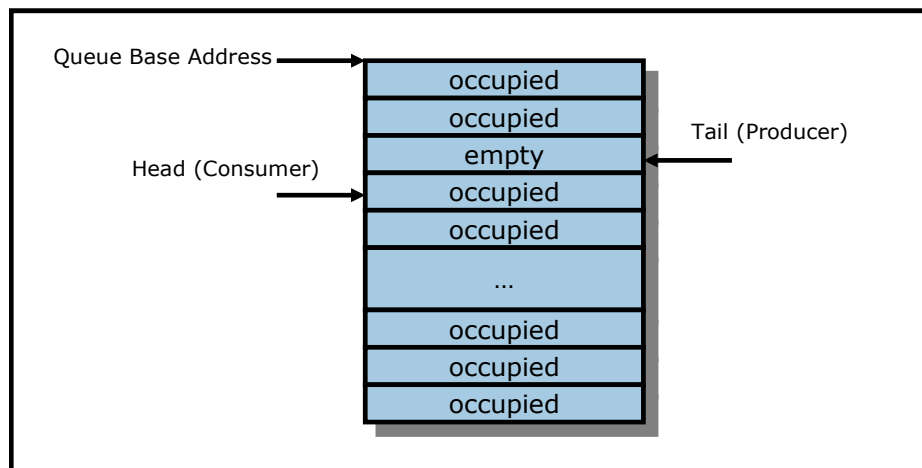 Queue Base Address
occupied
occupied
Tail (Producer)
empty
Head (Consumer)
occupied
occupied
...
occupied
occupied
occupied